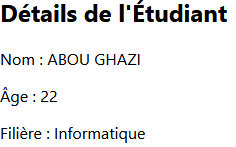 Détails de l'Étudiant
Nom : ABOU GHAZI
Âge : 22
Filière : Informatique